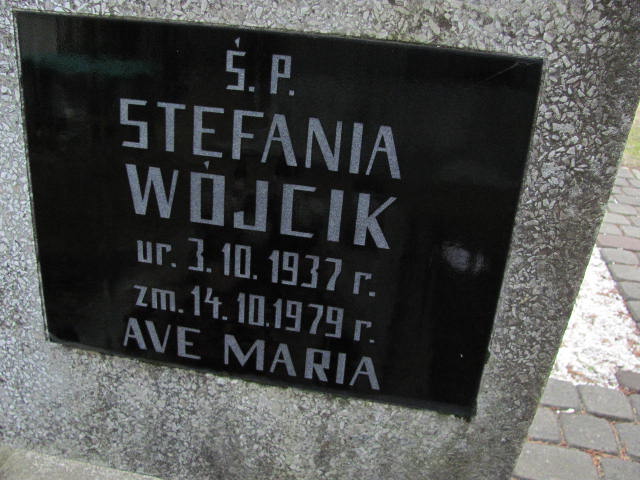 Ś. P.
STEFANIA
WÓJCIK
ur. 3.10.1937 r.
zm. 14.10.1979 r.
AVE MARIA